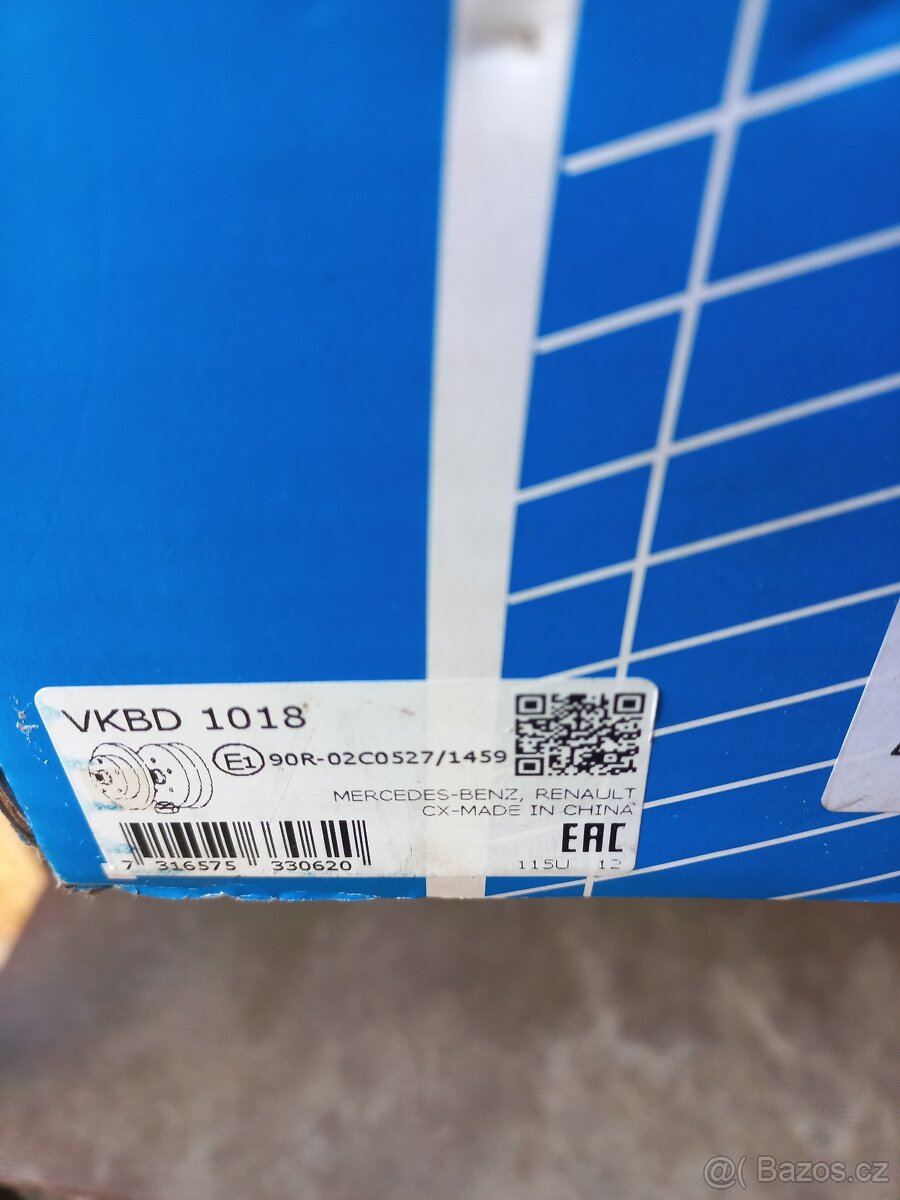 VKBD 1018
E1 90R-02C0527/1459
MERCEDES-BENZ, RENAULT
CX-MADE IN CHINA
EAC
7 316575 330620
115U 12
@( Bazos.cz